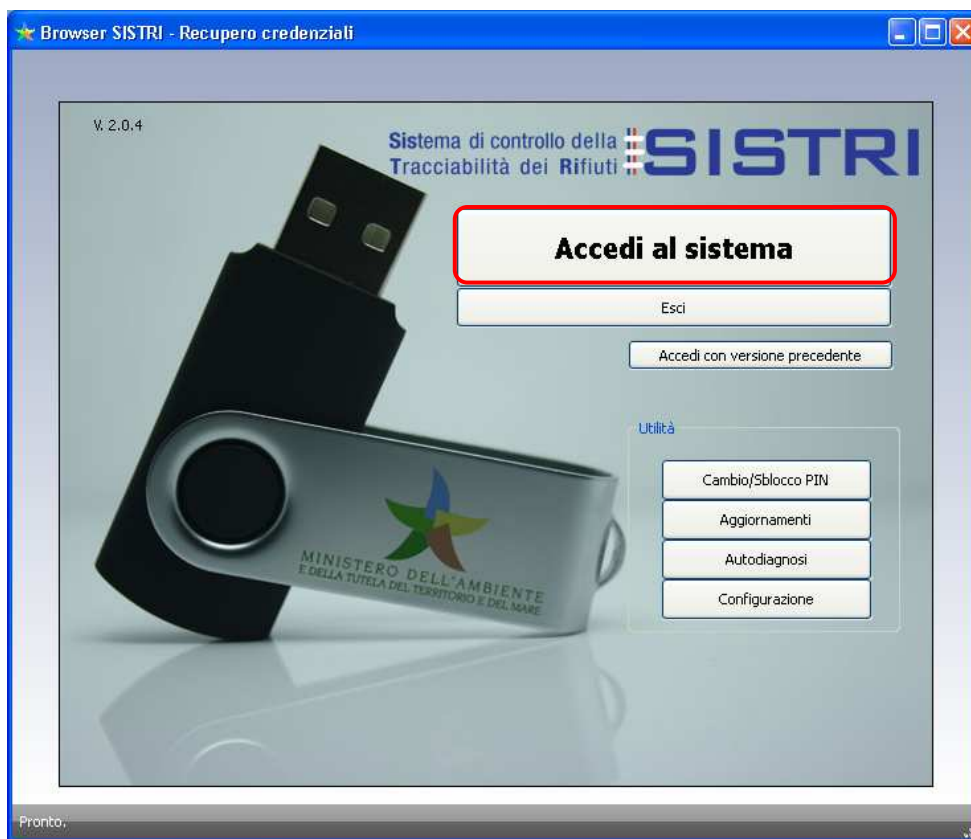 Browser SISTRI - Recupero credenziali
V. 2.0.4
Sistema di controllo della
Tracciabilità dei Rifiuti
SISTRI
Accedi al sistema
Esci
Accedi con versione precedente
Utilità
Cambio/Sblocco PIN
Aggiornamenti
Autodiagnosi
Configurazione
MINISTERO DELL'AMBIENTE
E DELLA TUTELA DEL TERRITORIO E DEL MARE
Pronto.